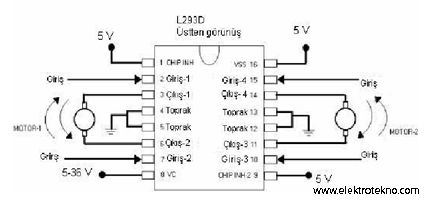 L293D
Üstten görünüş
5 V
5 V
1 CHIP INH
VSS 16
Giriş
2 Giriş-1
Giriş-4 15
Giriş
3 Çıkış-1
Çıkış-4 14
4 Toprak
Toprak 13
MOTOR-1
5 Toprak
Toprak 12
MOTOR-2
6 Çıkış-2
Çıkış-3 11
Giriş
7 Giriş-2
Giriş-3 10
Giriş
5-36 V
8 VC
CHIP INH 2 9
5 V
www.elektrotekno.com